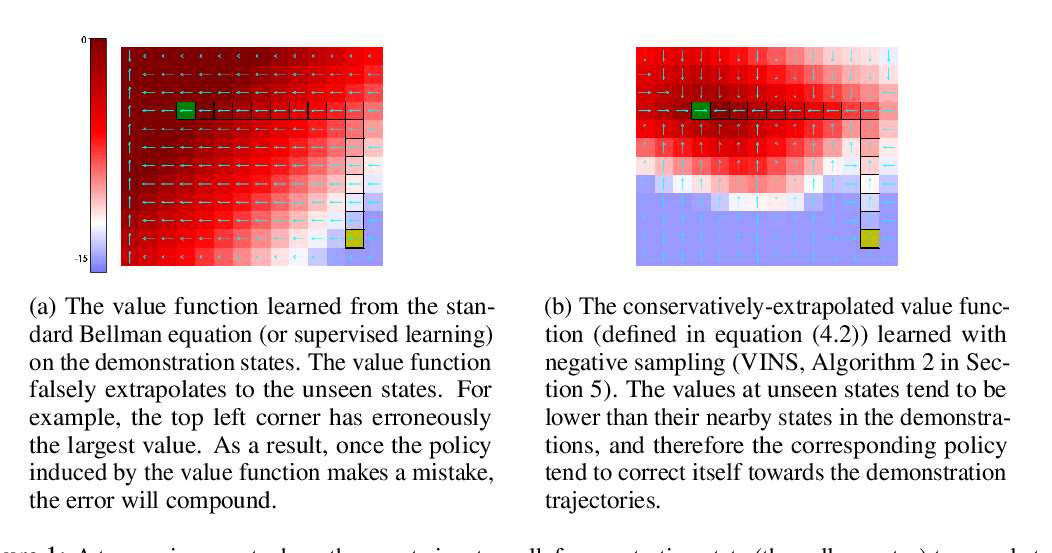 0
-15
(a) The value function learned from the stan-
dard Bellman equation (or supervised learning)
on the demonstration states. The value function
falsely extrapolates to the unseen states. For
example, the top left corner has erroneously
the largest value. As a result, once the policy
induced by the value function makes a mistake,
the error will compound.
(b) The conservatively-extrapolated value func-
tion (defined in equation (4.2)) learned with
negative sampling (VINS, Algorithm 2 in Sec-
tion 5). The values at unseen states tend to be
lower than their nearby states in the demonstra-
tions, and therefore the corresponding policy
tend to correct itself towards the demonstration
trajectories.